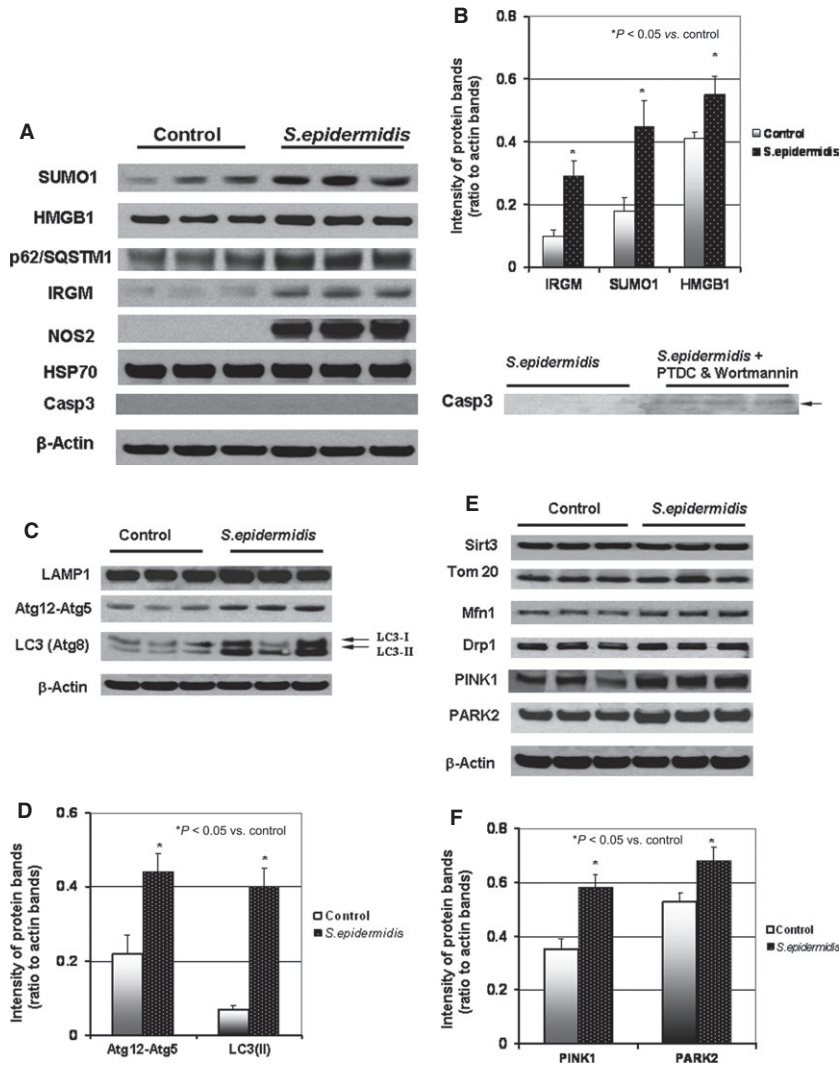 A
Control
S.epidermidis
SUMO1
HMGB1
p62/SQSTM1
IRGM
NOS2
HSP70
Casp3
β-Actin
B
*P < 0.05 vs. control
Intensity of protein bands
(ratio to actin bands)
0.8
0.6
0.4
0.2
0
IRGM
SUMO1
HMGB1
*
*
*
Control
S.epidermidis
S.epidermidis
S.epidermidis +
PTDC & Wortmannin
Casp3
C
Control
S.epidermidis
LAMP1
Atg12-Atg5
LC3 (Atg8)
LC3-I
LC3-II
β-Actin
E
Control
S.epidermidis
Sirt3
Tom 20
Mfn1
Drp1
PINK1
PARK2
β-Actin
D
*P < 0.05 vs. control
Intensity of protein bands
(ratio to actin bands)
0.6
0.4
0.2
0
*
*
Atg12-Atg5
LC3(II)
Control
S.epidermidis
F
*P < 0.05 vs. control
Intensity of protein bands
(ratio to actin bands)
0.8
0.6
0.4
0.2
0
*
*
PINK1
PARK2
Control
S.epidermidis